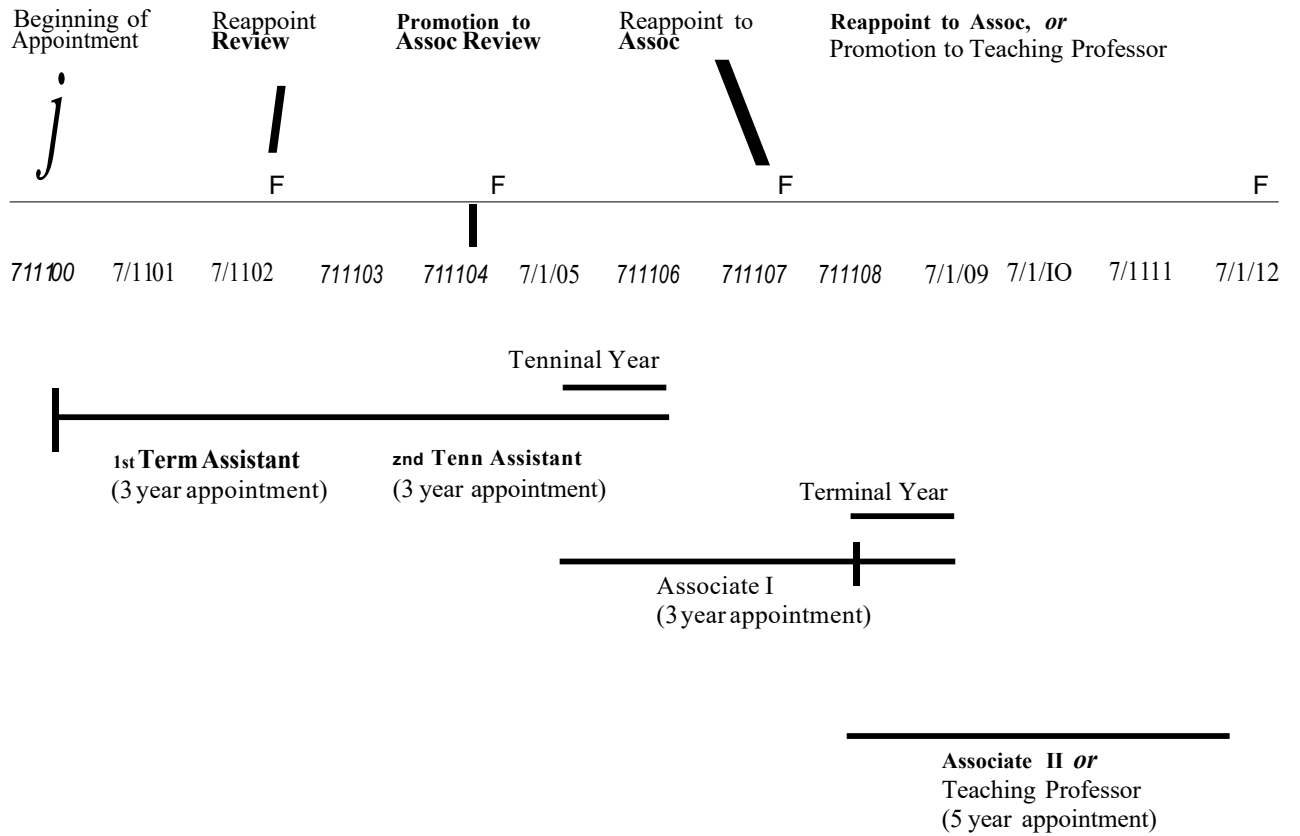 Beginning of
Appointment
Reappoint
Review
Promotion to
Assoc Review
Reappoint to
Assoc
Reappoint to Assoc, or
Promotion to Teaching Professor
j
F
F
F
F
711100 7/1101 7/1102 711103 711104 7/1/05 711106 711107 711108 7/1/09 7/1/IO 7/1111 7/1/12
Tenninal Year
1st Term Assistant
(3 year appointment)
znd Tenn Assistant
(3 year appointment)
Terminal Year
Associate I
(3 year appointment)
Associate II or
Teaching Professor
(5 year appointment)